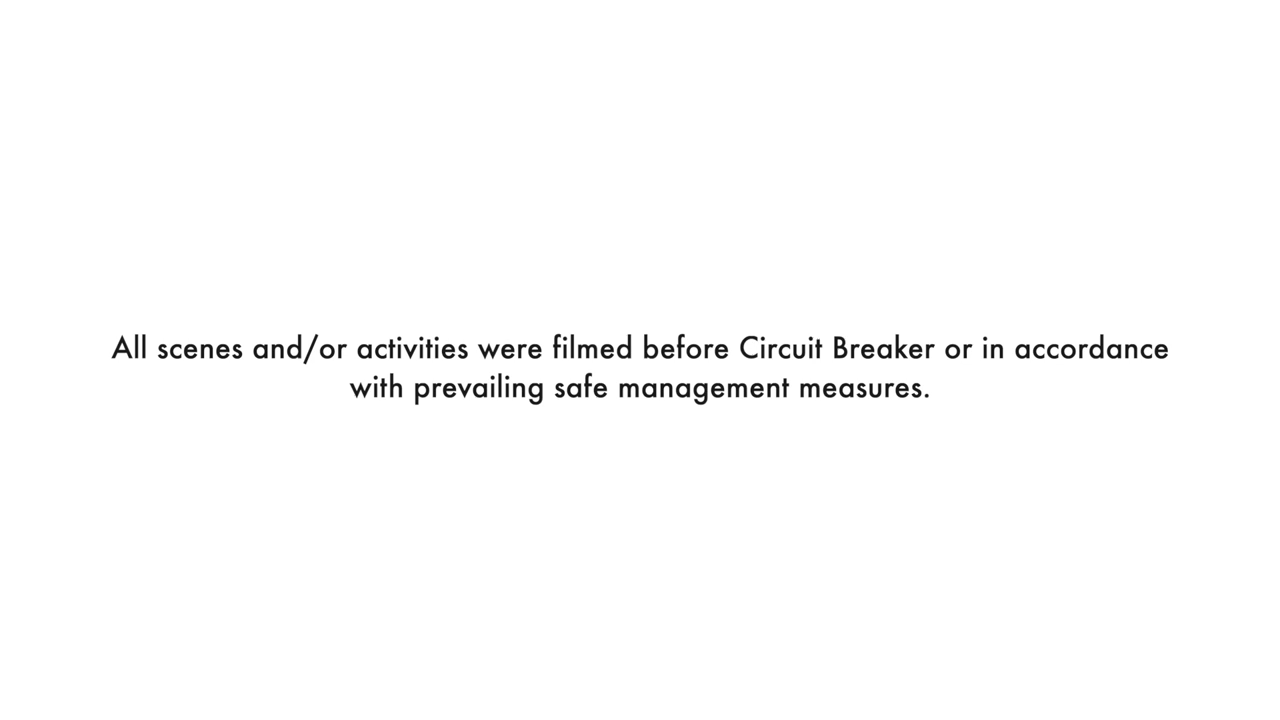 All scenes and/or activities were filmed before Circuit Breaker or in accordance
with prevailing safe management measures.